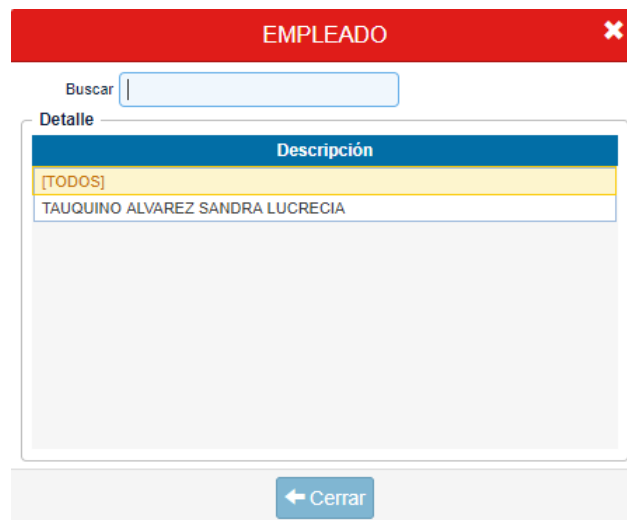 EMPLEADO
Buscar
Detalle
Descripción
[TODOS]
TAUQUINO ALVAREZ SANDRA LUCRECIA
Cerrar